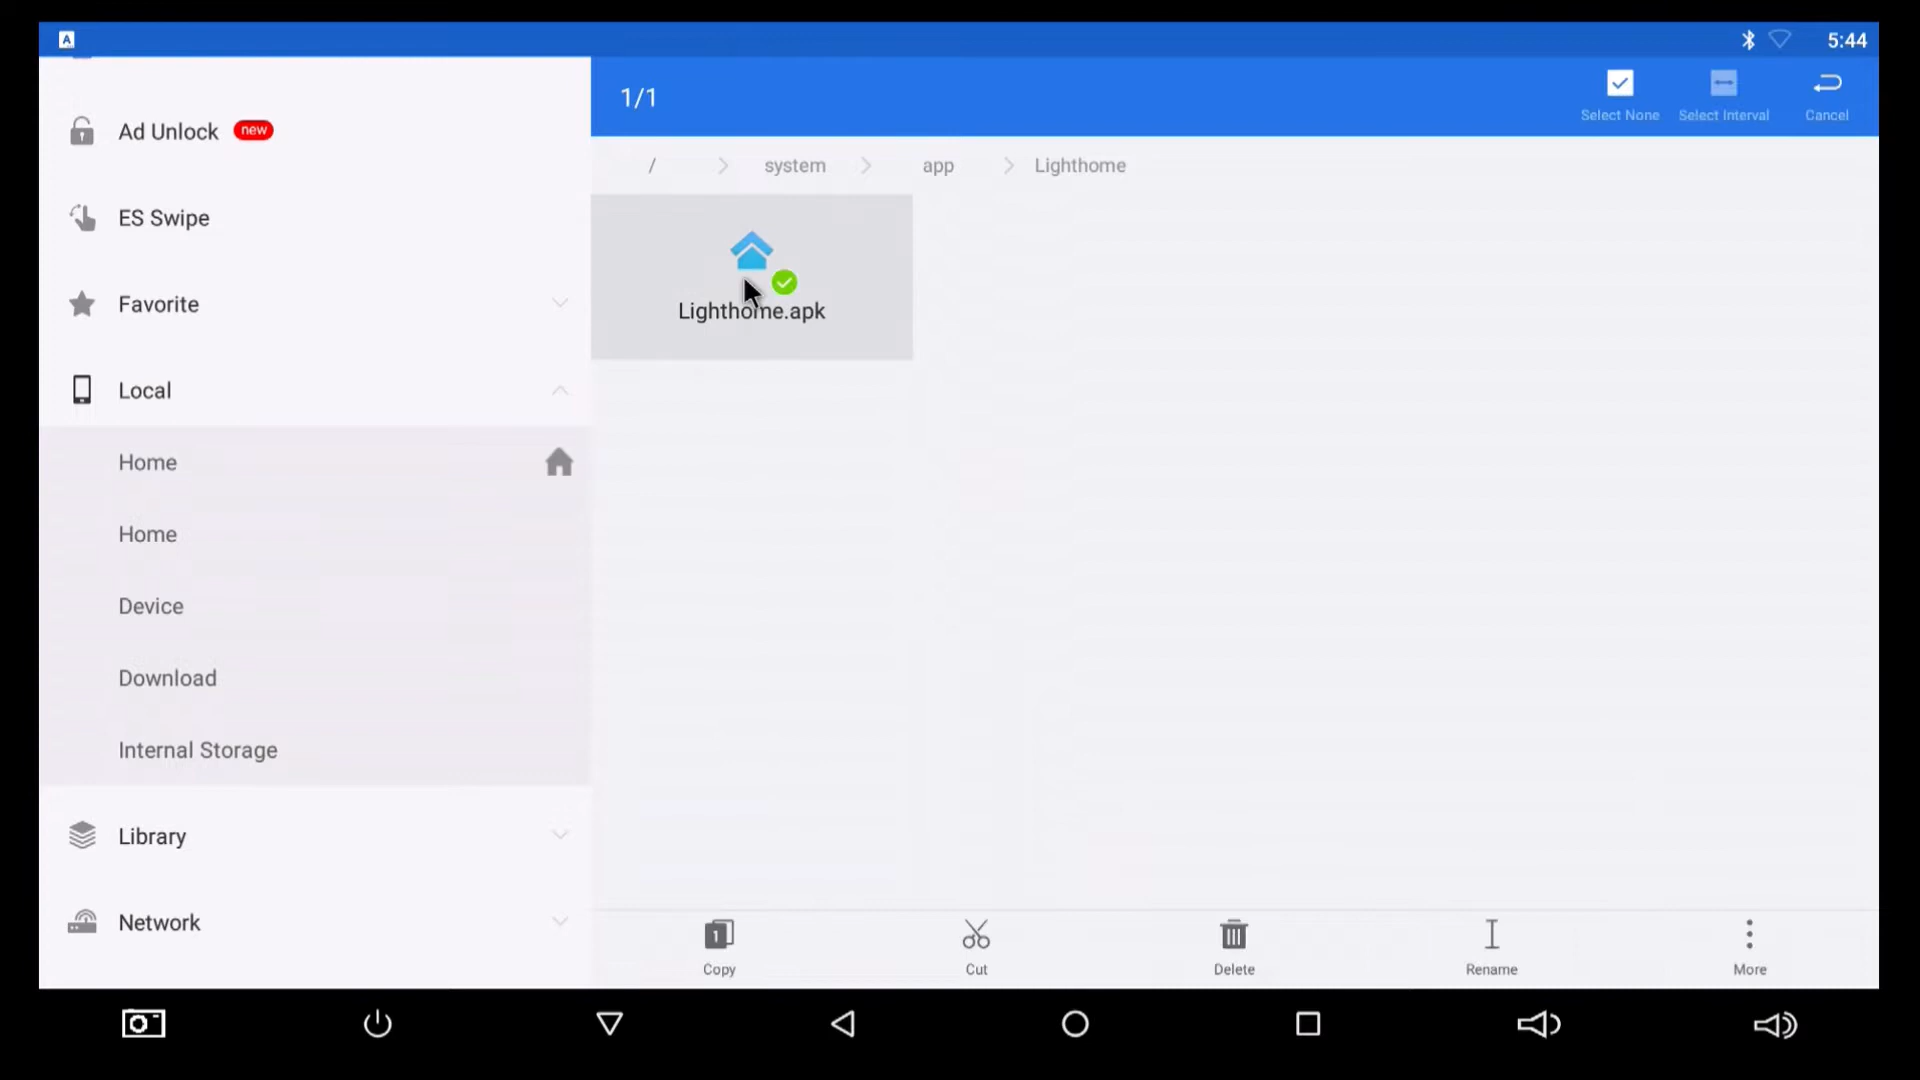 A
5:44
Ad Unlock new
ES Swipe
Favorite
Local
Home
Home
Device
Download
Internal Storage
Library
Network
1/1
Select None
Select Interval
Cancel
/ system app Lighthome
Lighthome.apk
1
Copy
Cut
Delete
Rename
More